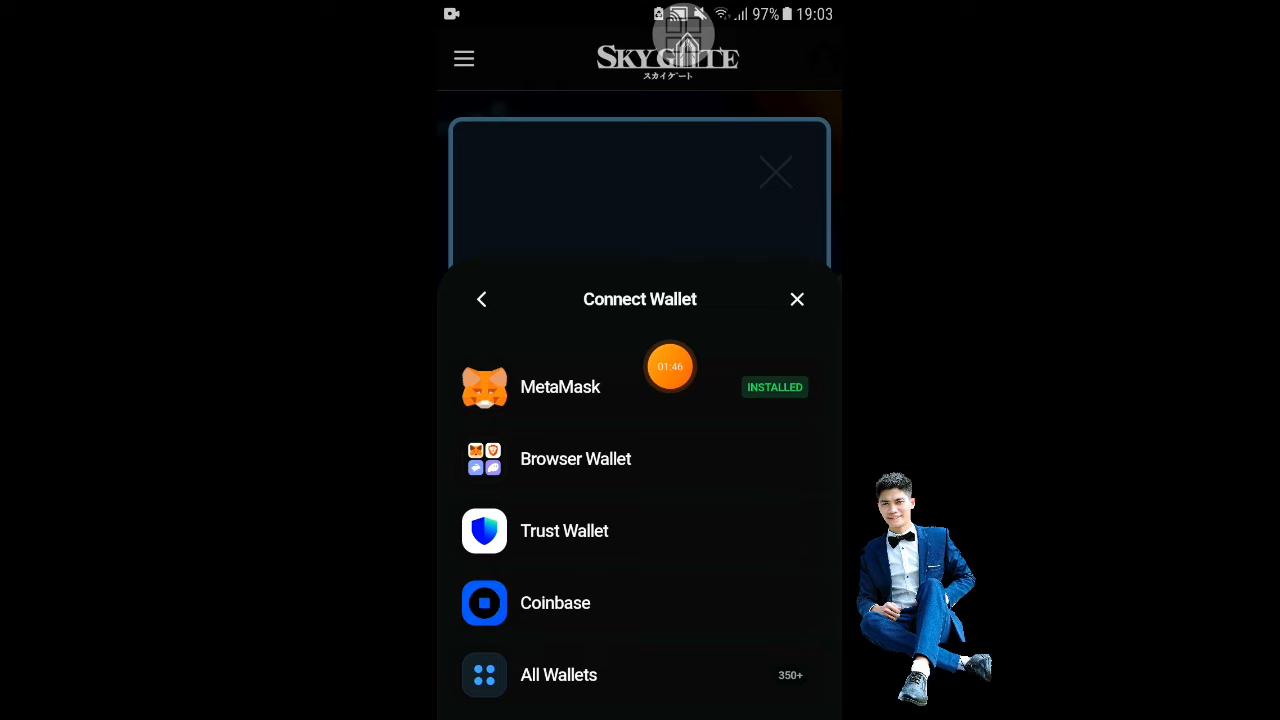 97% 19:03
SKYGATE
スカイゲート
Connect Wallet
01:46
MetaMask
INSTALLED
Browser Wallet
Trust Wallet
Coinbase
All Wallets
350+